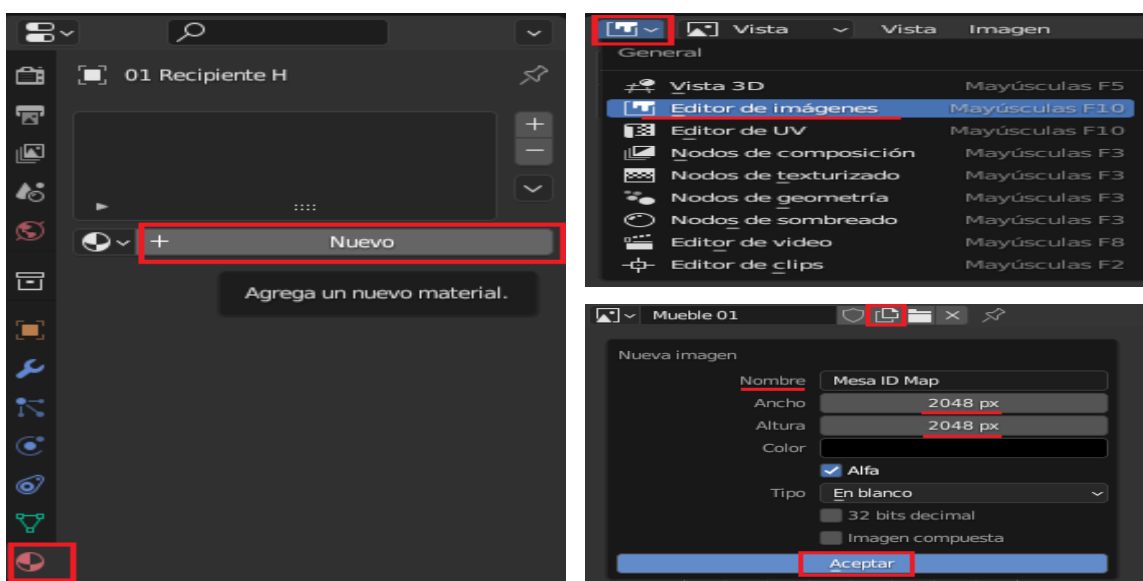 01 Recipiente H
Nuevo
Agrega un nuevo material.
Vista Vista Imagen
General
Vista 3D Mayúsculas F5
Editor de imágenes Mayúsculas F10
Editor de UV Mayúsculas F10
Nodos de composición Mayúsculas F3
Nodos de texturizado Mayúsculas F3
Nodos de geometría Mayúsculas F3
Nodos de sombreado Mayúsculas F3
Editor de video Mayúsculas F8
Editor de clips Mayúsculas F2
Mueble 01
Nueva imagen
Nombre Mesa ID Map
Ancho 2048 px
Altura 2048 px
Color
Alfa
Tipo En blanco
32 bits decimal
Imagen compuesta
Aceptar